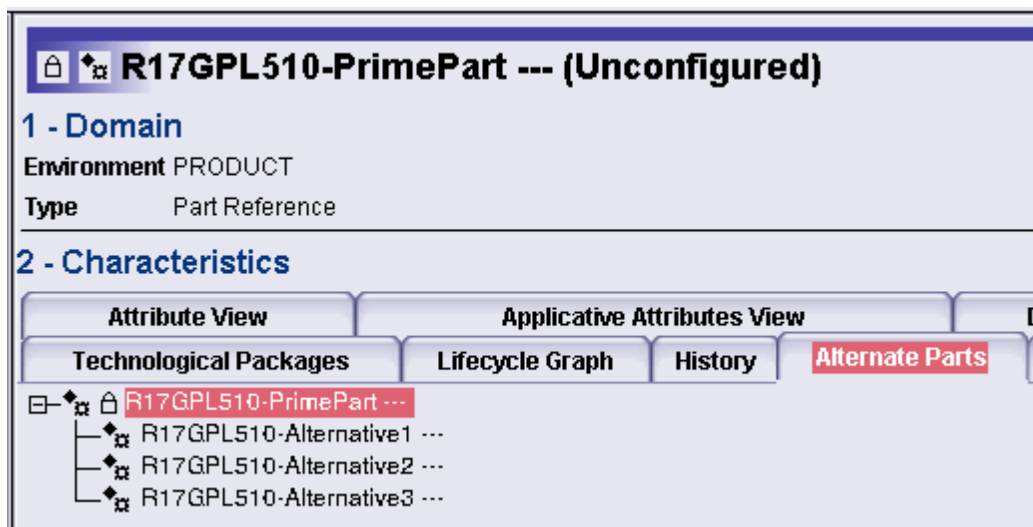 R17GPL510-PrimePart --- (Unconfigured)
1 - Domain
Environment PRODUCT
Type Part Reference
2 - Characteristics
Attribute View Applicative Attributes View
Technological Packages Lifecycle Graph History Alternate Parts
R17GPL510-PrimePart ---
R17GPL510-Alternative1 ---
R17GPL510-Alternative2 ---
R17GPL510-Alternative3 ---